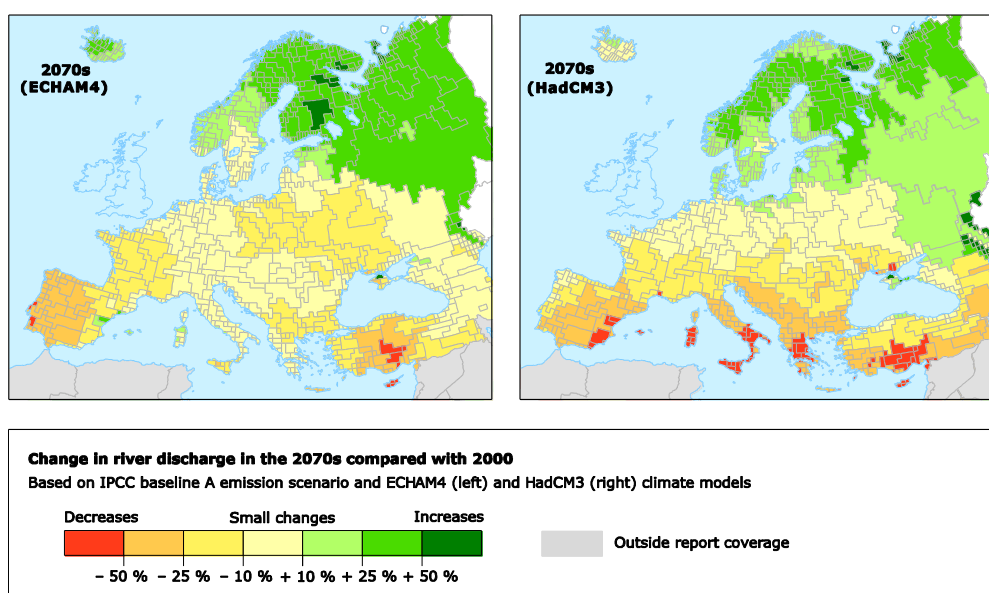 2070s
(ECHAM4)
2070s
(HadCM3)
Change in river discharge in the 2070s compared with 2000
Based on IPCC baseline A emission scenario and ECHAM4 (left) and HadCM3 (right) climate models
Decreases Small changes Increases
– 50 % – 25 % – 10 % + 10 % + 25 % + 50 %
Outside report coverage